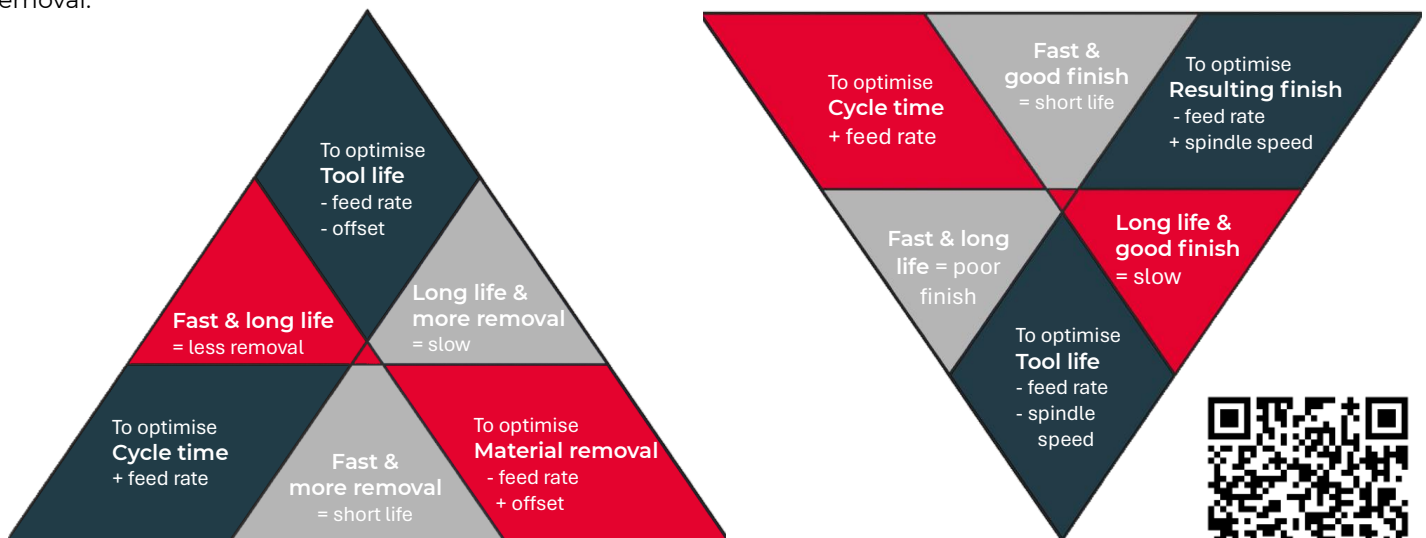 To optimise
Tool life
- feed rate
- offset
Fast & long life
= less removal
Long life &
more removal
= slow
To optimise
Cycle time
+ feed rate
Fast &
more removal
= short life
To optimise
Material removal
- feed rate
+ offset
To optimise
Cycle time
+ feed rate
Fast &
good finish
= short life
To optimise
Resulting finish
- feed rate
+ spindle speed
Fast & long
life = poor
finish
Long life &
good finish
= slow
To optimise
Tool life
- feed rate
- spindle
speed